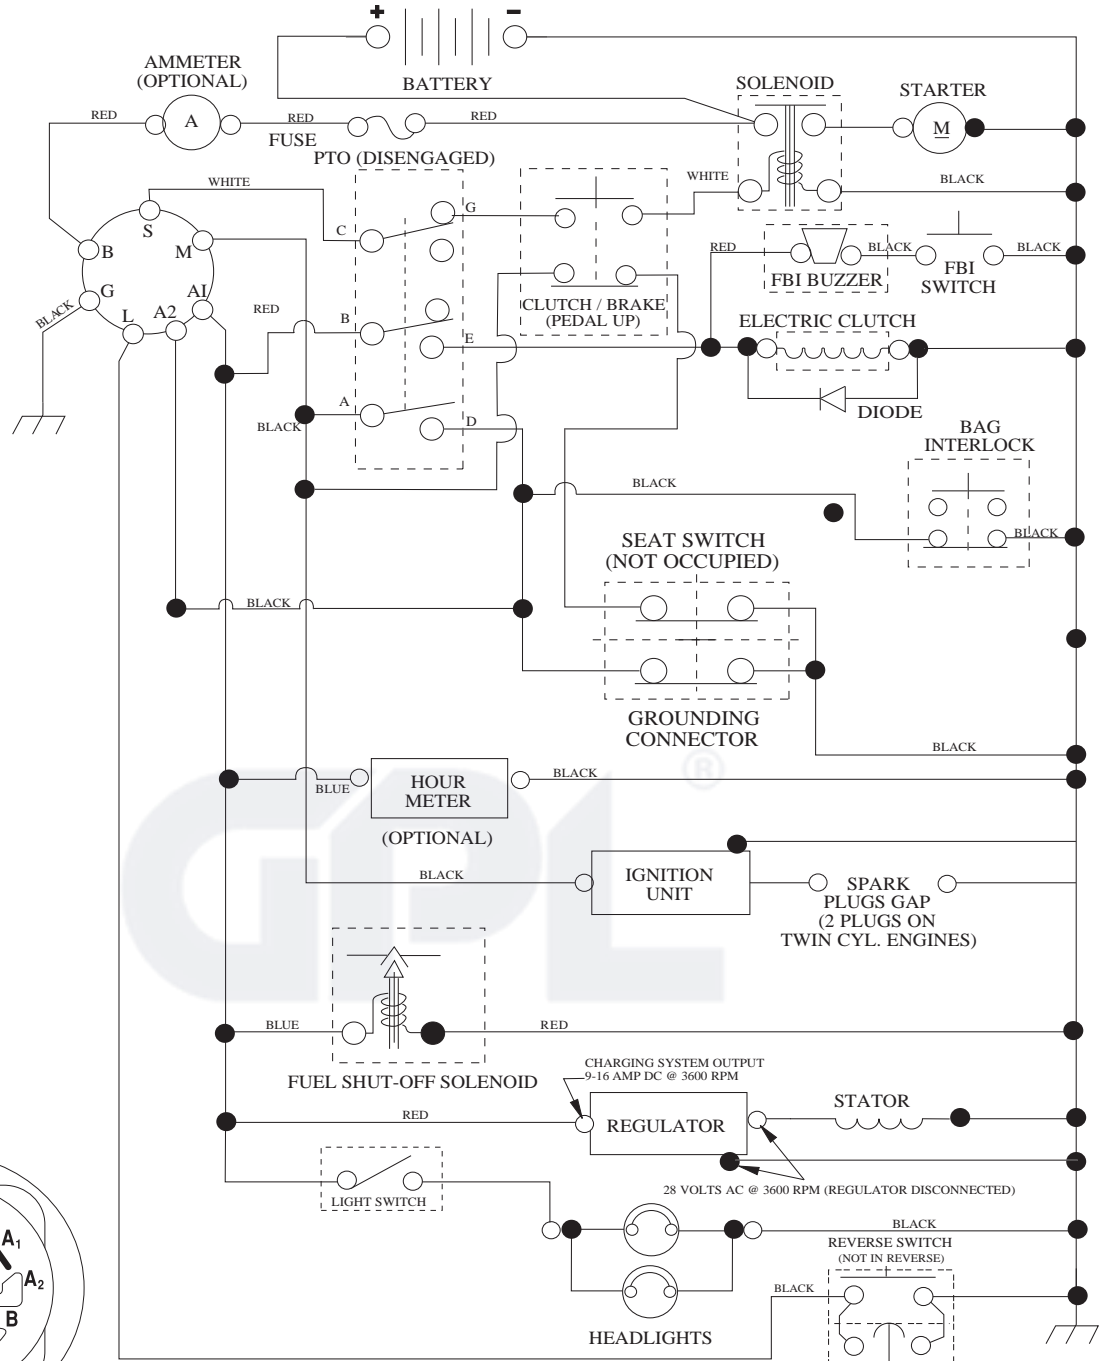 + −
BATTERY
AMMETER
(OPTIONAL)
SOLENOID
STARTER
RED
A
RED
FUSE
RED
M
PTO (DISENGAGED)
WHITE
WHITE
BLACK
S
C
G
B
M
RED
BLACK
BLACK
FBI BUZZER
FBI
SWITCH
G
A1
BLACK
L
A2
RED
B
CLUTCH / BRAKE
(PEDAL UP)
ELECTRIC CLUTCH
E
A
BLACK
D
DIODE
BAG
INTERLOCK
BLACK
BLACK
SEAT SWITCH
(NOT OCCUPIED)
BLACK
GROUNDING
CONNECTOR
BLACK
BLUE
HOUR
METER
BLACK
(OPTIONAL)
GPL ®
BLACK
IGNITION
UNIT
SPARK
PLUGS GAP
(2 PLUGS ON
TWIN CYL. ENGINES)
BLUE
RED
FUEL SHUT-OFF SOLENOID
CHARGING SYSTEM OUTPUT
9-16 AMP DC @ 3600 RPM
RED
REGULATOR
STATOR
28 VOLTS AC @ 3600 RPM (REGULATOR DISCONNECTED)
LIGHT SWITCH
BLACK
REVERSE SWITCH
(NOT IN REVERSE)
BLACK
HEADLIGHTS
A₁
A₂
B